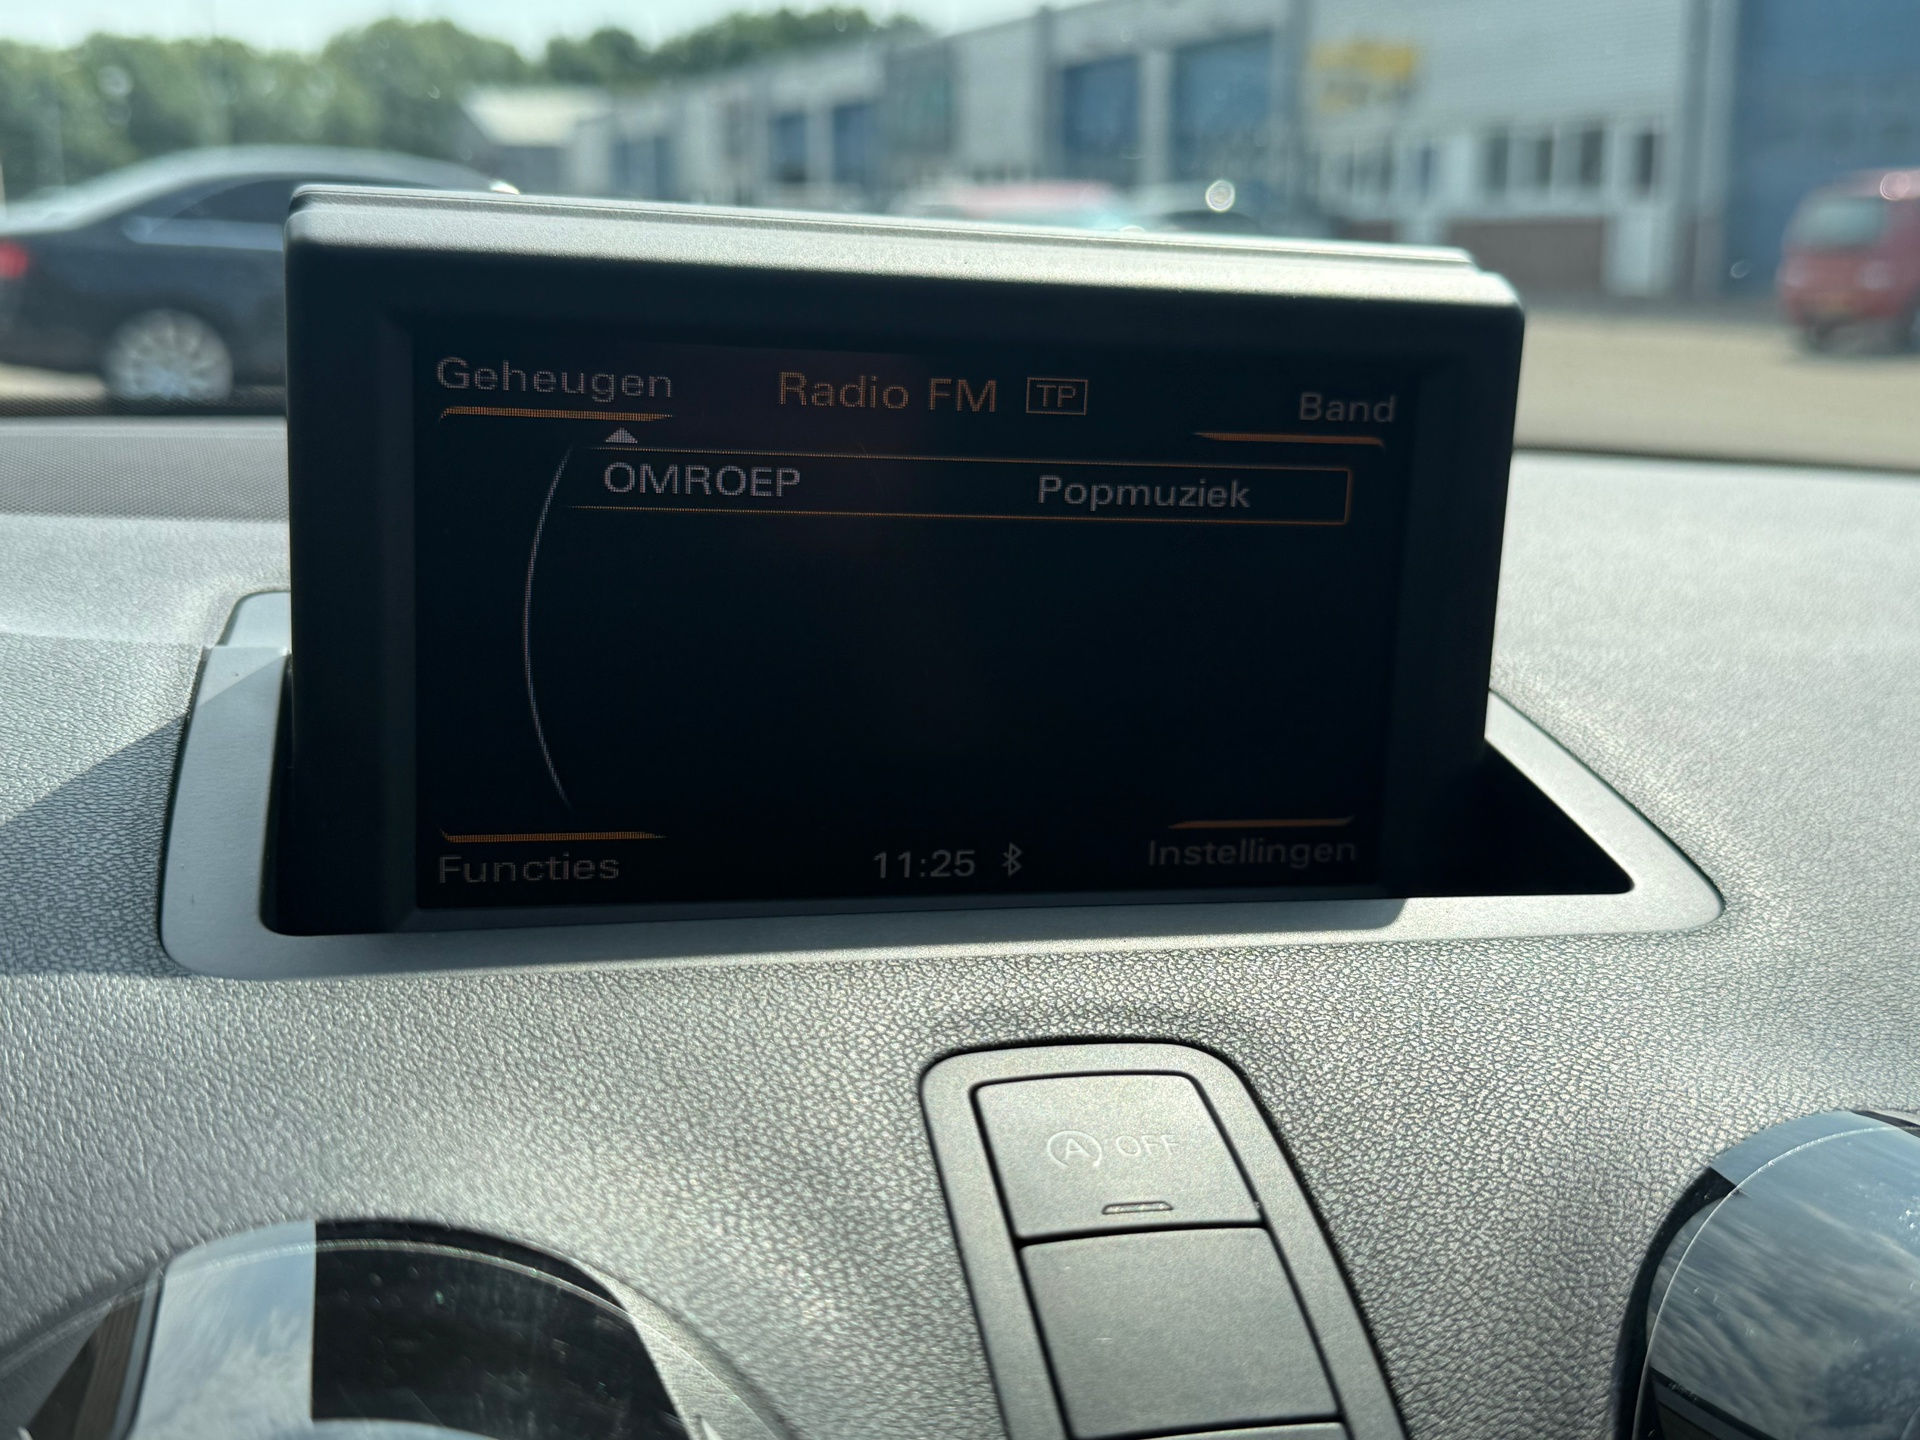 Geheugen Radio FM TP Band
OMROEP Popmuziek
Functies 11:25 Instellingen
A OFF